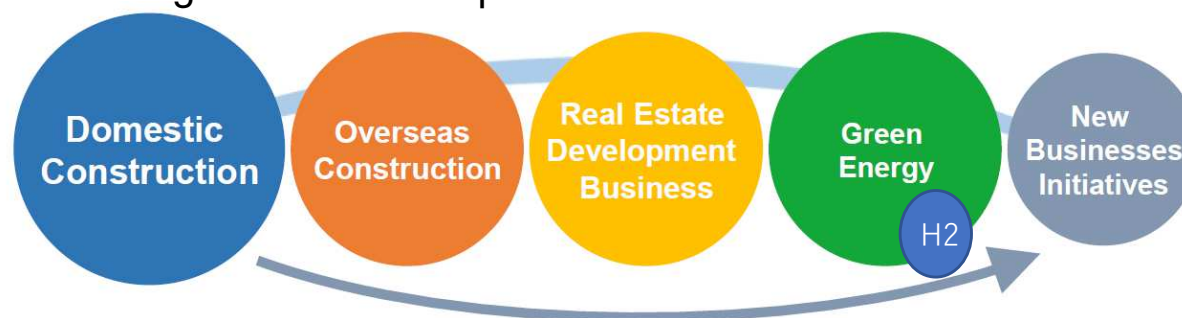 Domestic
Construction
Overseas
Construction
Real Estate
Development
Business
Green
Energy
H2
New
Businesses
Initiatives